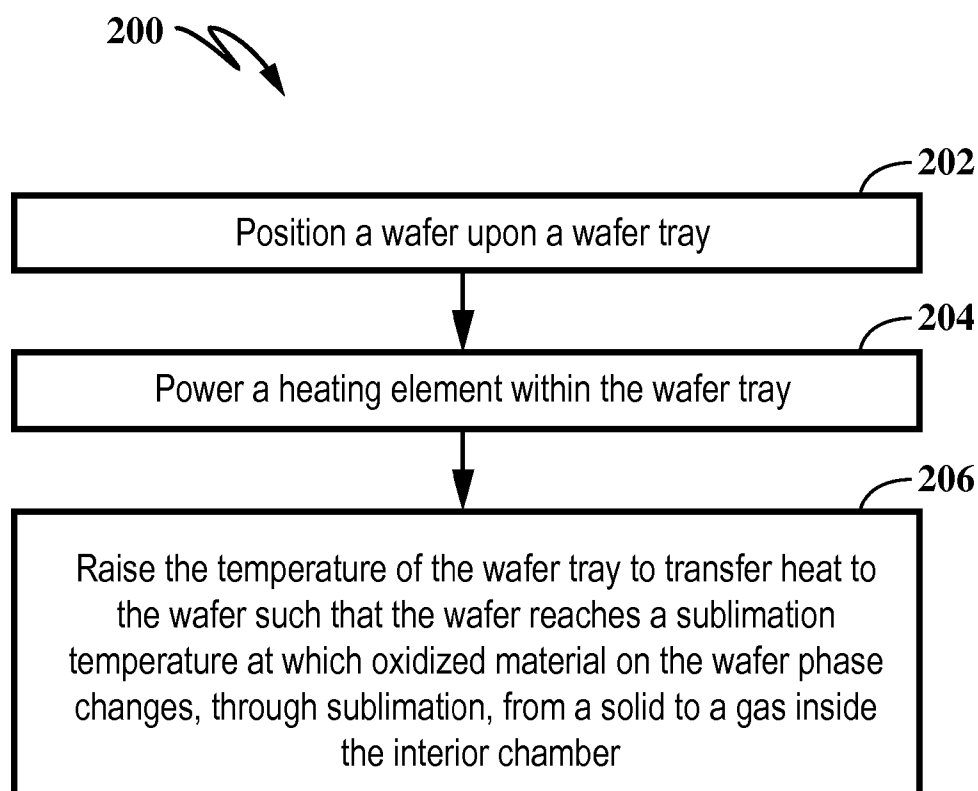 200
202
Position a wafer upon a wafer tray
204
Power a heating element within the wafer tray
206
Raise the temperature of the wafer tray to transfer heat to
the wafer such that the wafer reaches a sublimation
temperature at which oxidized material on the wafer phase
changes, through sublimation, from a solid to a gas inside
the interior chamber